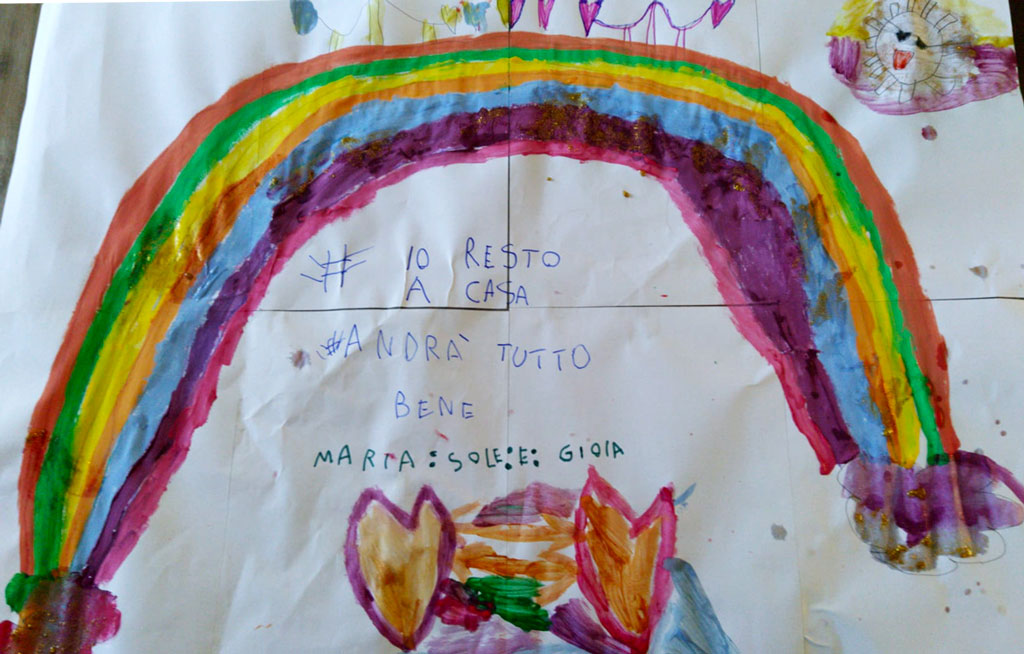 # IO RESTO
A CASA
#ANDRÀ TUTTO
BENE
MARTA:SOLE:E: GIOIA